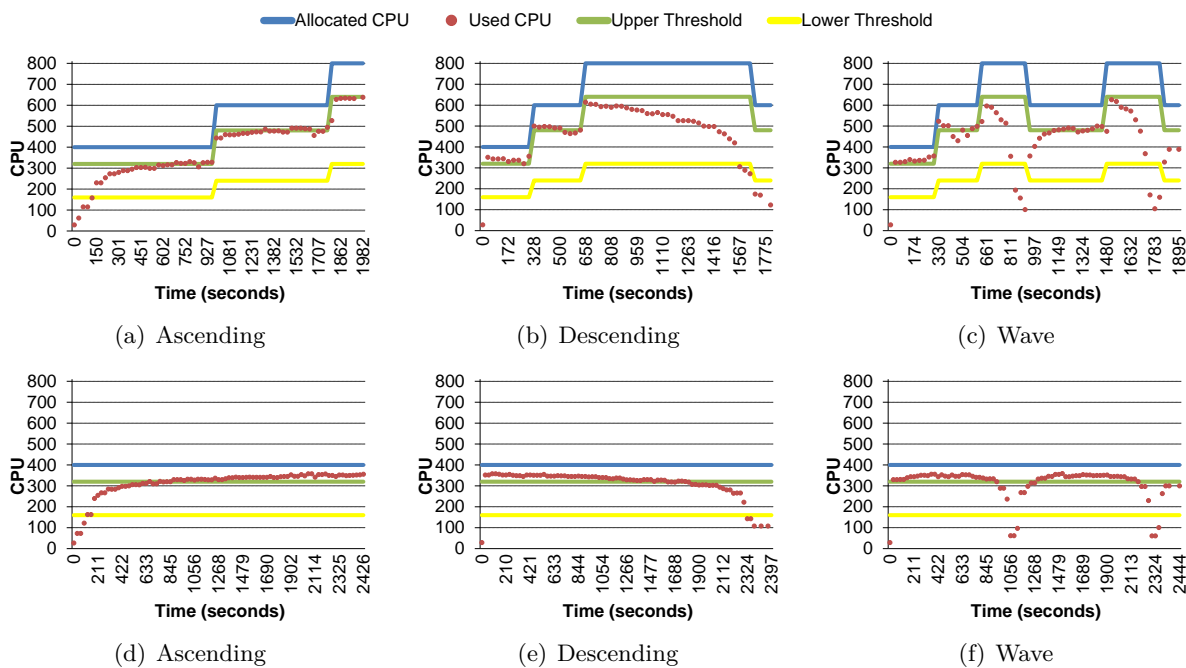 Allocated CPU Used CPU Upper Threshold Lower Threshold
800
700
600
500
400
300
200
100
0
CPU
0 150 301 451 602 752 927 1081 1231 1382 1532 1707 1862 1982
Time (seconds)
(a) Ascending
800
700
600
500
400
300
200
100
0
CPU
0 172 328 500 658 808 959 1110 1263 1416 1567 1775
Time (seconds)
(b) Descending
800
700
600
500
400
300
200
100
0
CPU
0 174 330 504 661 811 997 1149 1324 1480 1632 1783 1895
Time (seconds)
(c) Wave
800
700
600
500
400
300
200
100
0
CPU
0 211 422 633 845 1056 1268 1479 1690 1902 2114 2325 2426
Time (seconds)
(d) Ascending
800
700
600
500
400
300
200
100
0
CPU
0 210 421 633 844 1054 1266 1477 1688 1900 2112 2324 2397
Time (seconds)
(e) Descending
800
700
600
500
400
300
200
100
0
CPU
0 211 422 633 845 1056 1268 1479 1689 1900 2113 2324 2444
Time (seconds)
(f) Wave